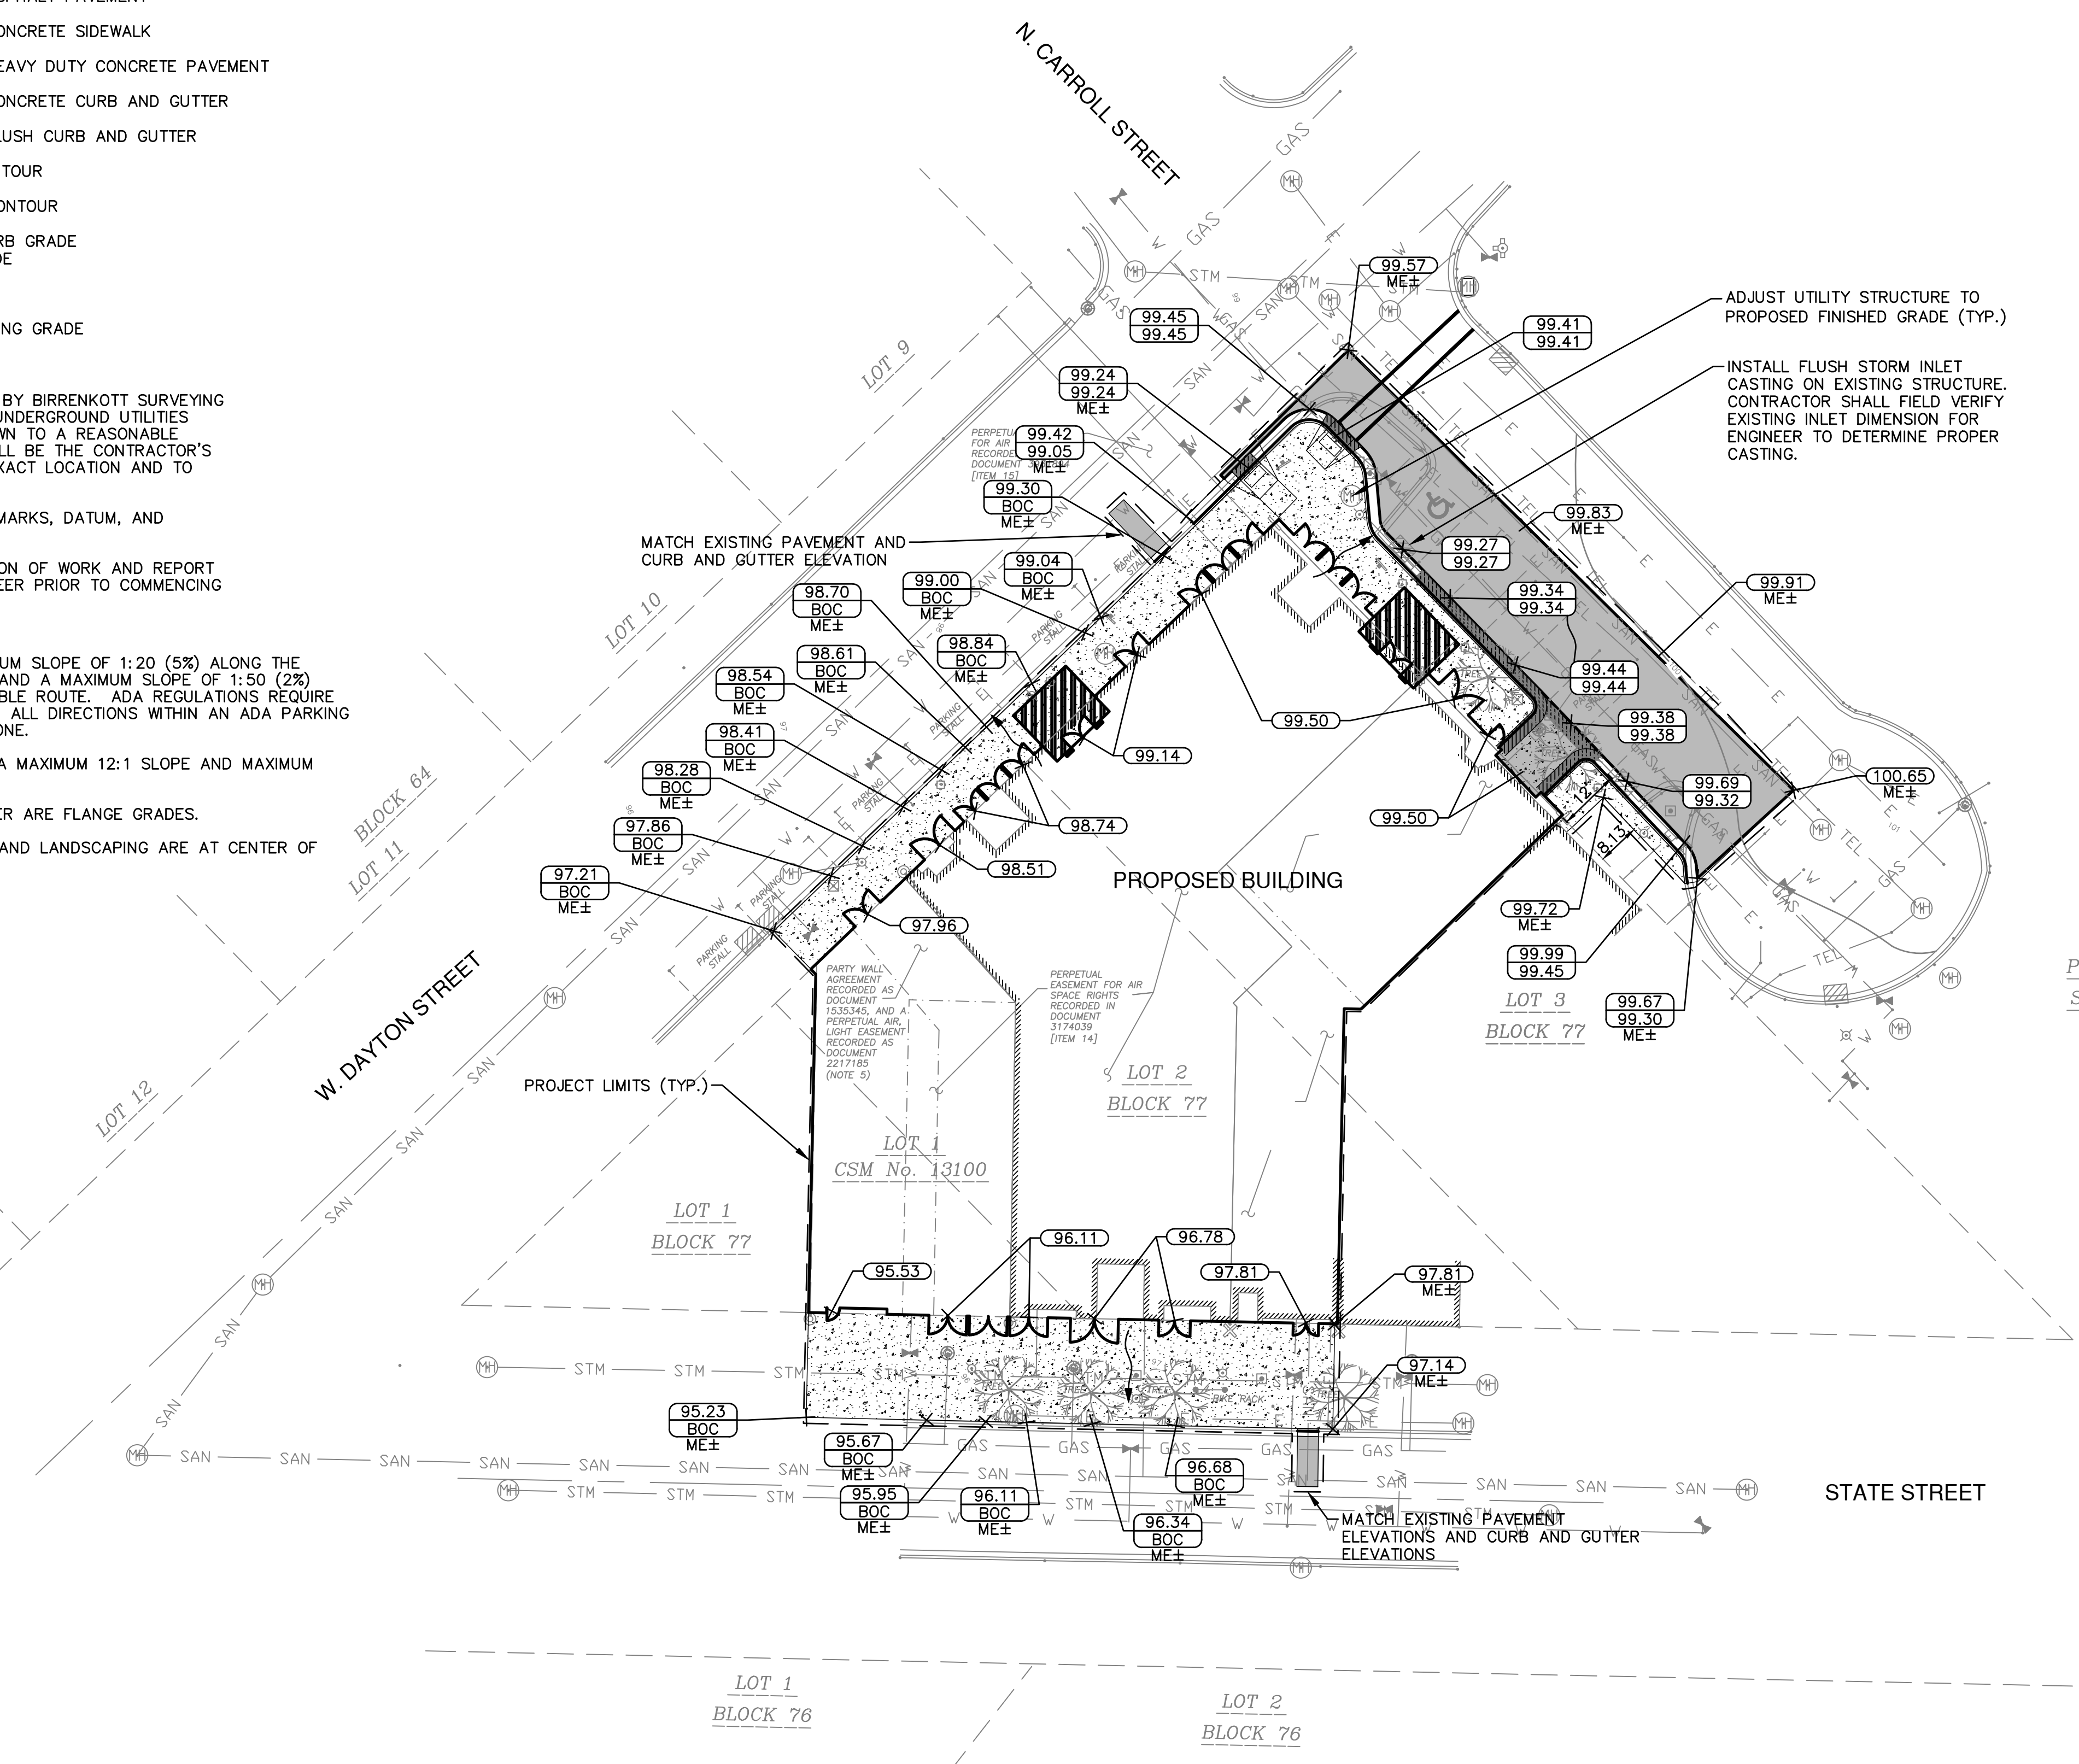 ONCRETE SIDEWALK
EAVY DUTY CONCRETE PAVEMENT
ONCRETE CURB AND GUTTER
LUSH CURB AND GUTTER
TOUR
ONTOUR
RB GRADE
DE
NG GRADE
BY BIRRENKOTT SURVEYING
UNDERGROUND UTILITIES
WN TO A REASONABLE
LL BE THE CONTRACTOR'S
XACT LOCATION AND TO
MARKS, DATUM, AND
ON OF WORK AND REPORT
EER PRIOR TO COMMENCING
UM SLOPE OF 1:20 (5%) ALONG THE
AND A MAXIMUM SLOPE OF 1:50 (2%)
BLE ROUTE.  ADA REGULATIONS REQUIRE
ALL DIRECTIONS WITHIN AN ADA PARKING
ONE.
A MAXIMUM 12:1 SLOPE AND MAXIMUM
ER ARE FLANGE GRADES.
AND LANDSCAPING ARE AT CENTER OF
N. CARROLL STREET
99.57
ME±
99.45
99.45
99.41
99.41
99.24
99.24
ME±
99.42
99.05
ME±
99.30
BOC
ME±
ADJUST UTILITY STRUCTURE TO
PROPOSED FINISHED GRADE (TYP.)
INSTALL FLUSH STORM INLET
CASTING ON EXISTING STRUCTURE.
CONTRACTOR SHALL FIELD VERIFY
EXISTING INLET DIMENSION FOR
ENGINEER TO DETERMINE PROPER
CASTING.
MATCH EXISTING PAVEMENT AND
CURB AND GUTTER ELEVATION
99.83
ME±
99.27
99.27
99.91
ME±
99.34
99.34
99.44
99.44
99.38
99.38
99.69
99.32
100.65
ME±
99.04
BOC
ME±
99.00
BOC
ME±
98.70
BOC
ME±
98.84
BOC
ME±
98.61
BOC
ME±
98.54
BOC
ME±
98.41
BOC
ME±
98.28
BOC
ME±
97.86
BOC
ME±
97.21
BOC
ME±
99.50
99.14
98.74
98.51
97.96
99.50
12
8.13
99.72
ME±
99.99
99.45
99.67
99.30
ME±
PROPOSED BUILDING
PARTY WALL
AGREEMENT
RECORDED AS
DOCUMENT
1535345, AND A
PERPETUAL AIR,
LIGHT EASEMENT
RECORDED AS
DOCUMENT
2217185
(NOTE 5)
PERPETUAL
EASEMENT FOR AIR
SPACE RIGHTS
RECORDED IN
DOCUMENT
3174039
[ITEM 14]
LOT 9
LOT 10
BLOCK 64
LOT 11
LOT 12
W. DAYTON STREET
PROJECT LIMITS (TYP.)
LOT 3
BLOCK 77
LOT 2
BLOCK 77
LOT 1
CSM No. 13100
LOT 1
BLOCK 77
96.11
96.78
95.53
97.81
97.81
ME±
97.14
ME±
BIKE RACK
95.23
BOC
ME±
95.67
BOC
ME±
95.95
BOC
ME±
96.11
BOC
ME±
96.34
BOC
ME±
96.68
BOC
ME±
MATCH EXISTING PAVEMENT
ELEVATIONS AND CURB AND GUTTER
ELEVATIONS
STATE STREET
LOT 1
BLOCK 76
LOT 2
BLOCK 76